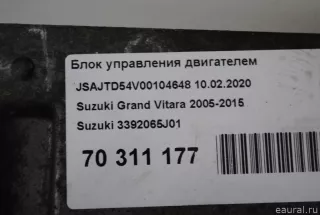 Блок управления двигателем
JSAJTD54V00104648 10.02.2020
Suzuki Grand Vitara 2005-2015
Suzuki 3392065J01
70 311 177
© eaural.ru